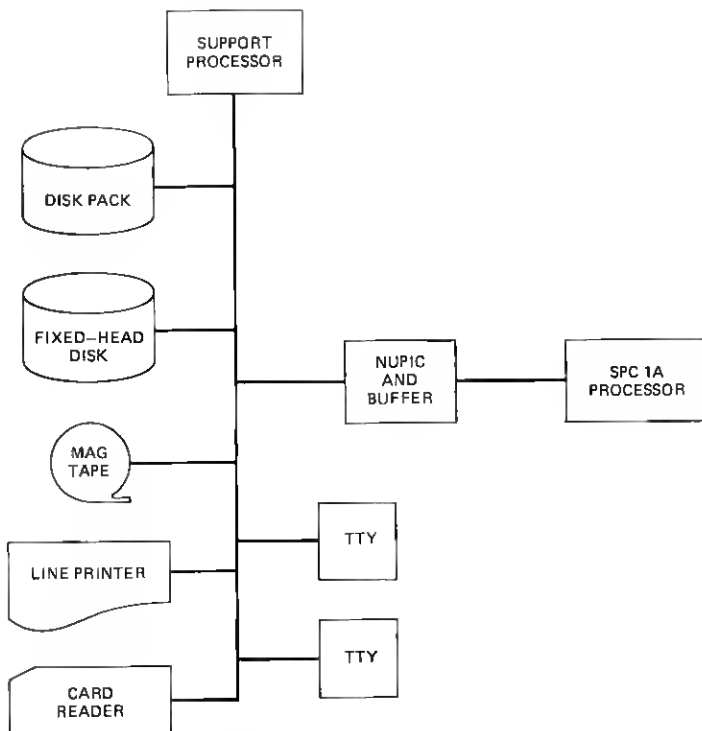 SUPPORT
PROCESSOR
DISK PACK
FIXED-HEAD
DISK
NUPIC
AND
BUFFER
SPC 1A
PROCESSOR
MAG
TAPE
TTY
LINE PRINTER
TTY
CARD
READER